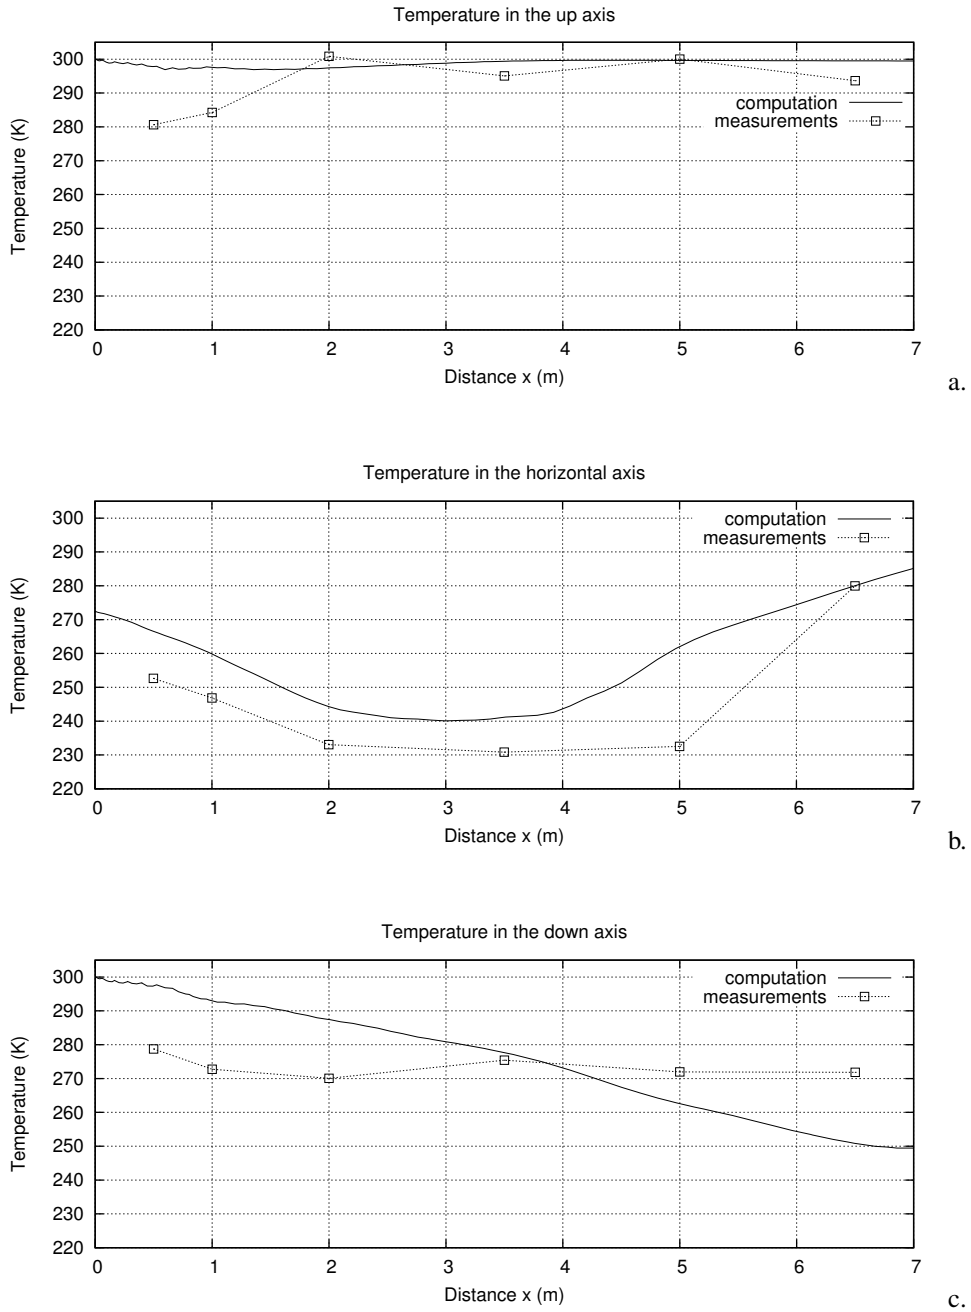 Temperature in the up axis
Temperature (K)
300
290
280
270
260
250
240
230
220
computation
measurements
0 1 2 3 4 5 6 7
Distance x (m)
a.
Temperature in the horizontal axis
Temperature (K)
300
290
280
270
260
250
240
230
220
computation
measurements
0 1 2 3 4 5 6 7
Distance x (m)
b.
Temperature in the down axis
Temperature (K)
300
290
280
270
260
250
240
230
220
computation
measurements
0 1 2 3 4 5 6 7
Distance x (m)
c.